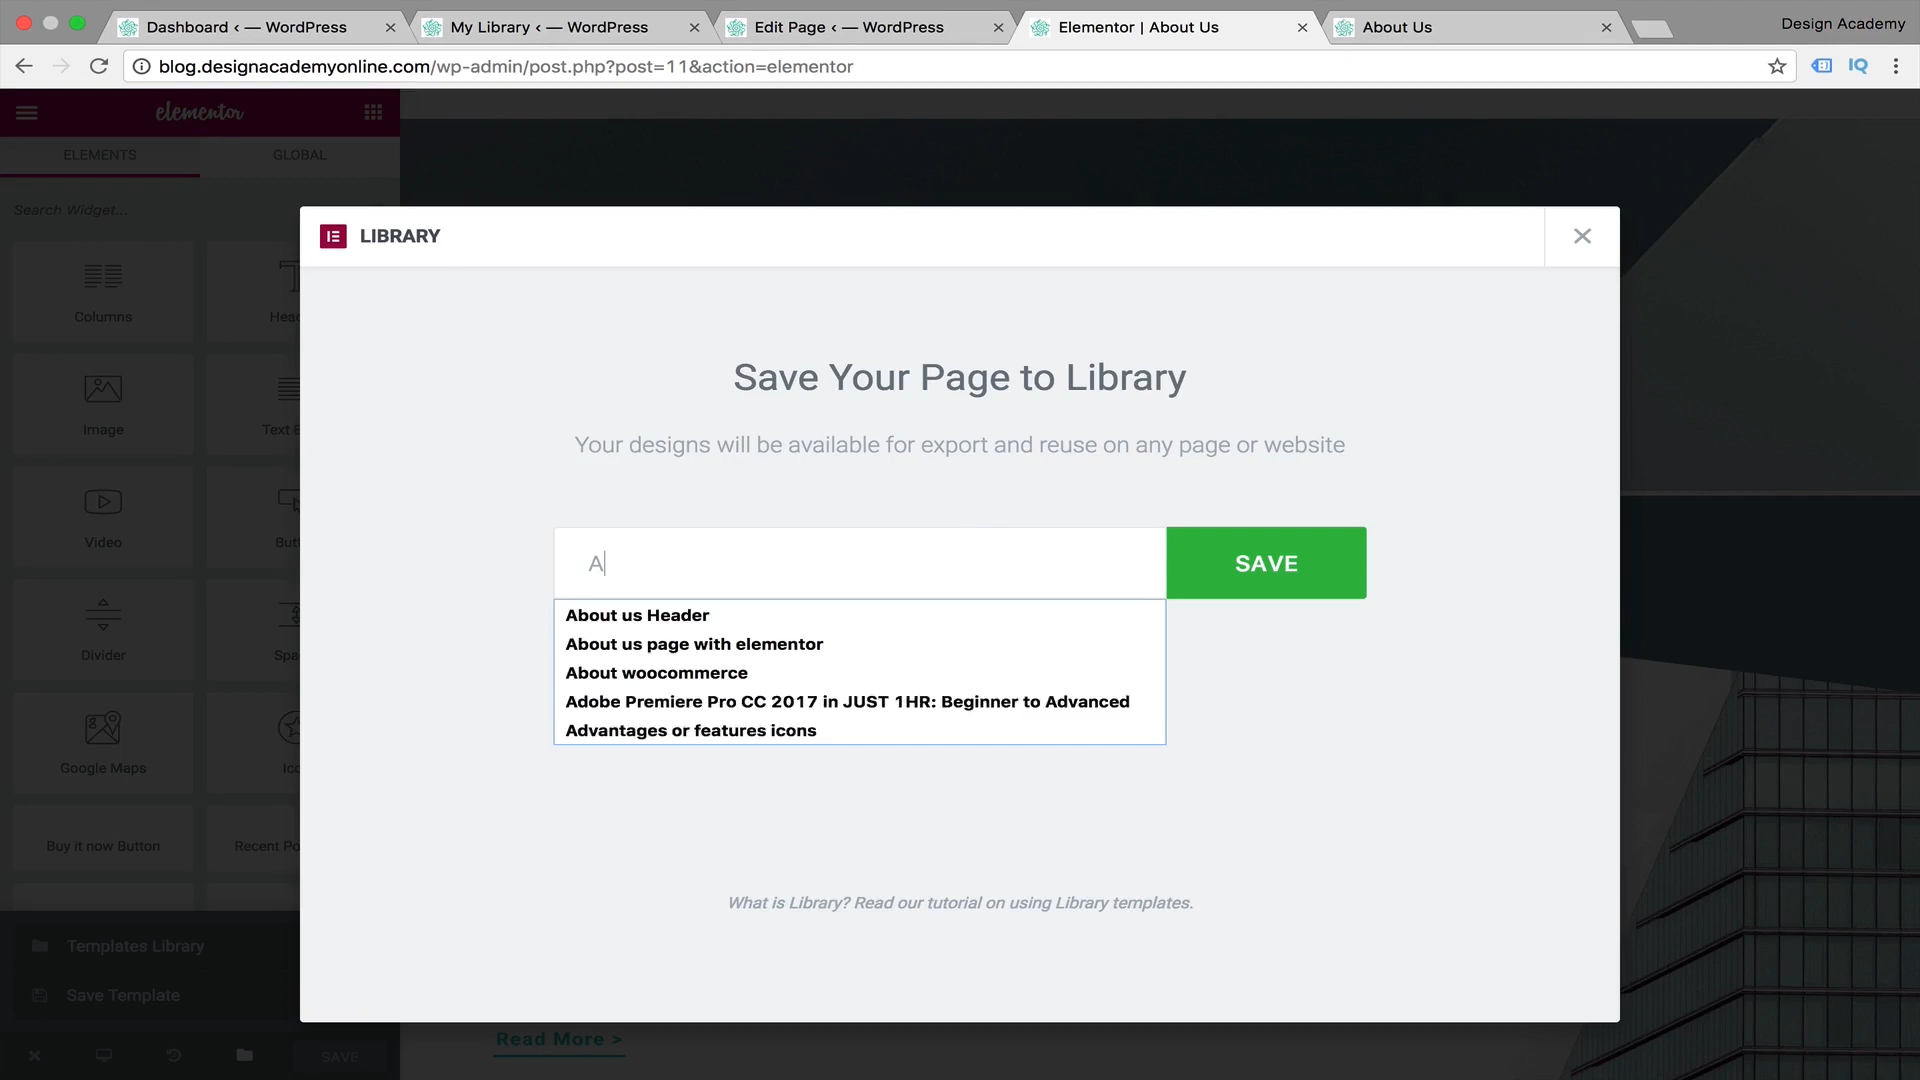 Dashboard ‹ — WordPress
My Library ‹ — WordPress
Edit Page ‹ — WordPress
Elementor | About Us
About Us
Design Academy
blog.designacademyonline.com/wp-admin/post.php?post=11&action=elementor
IQ
elementor
ELEMENTS
GLOBAL
Search Widget...
LIBRARY
Columns
Save Your Page to Library
Image
Your designs will be available for export and reuse on any page or website
Video
A
SAVE
About us Header
About us page with elementor
About woocommerce
Adobe Premiere Pro CC 2017 in JUST 1HR: Beginner to Advanced
Advantages or features icons
Divider
Google Maps
Buy it now Button
Recent Po
What is Library? Read our tutorial on using Library templates.
Templates Library
Save Template
Read More >
SAVE